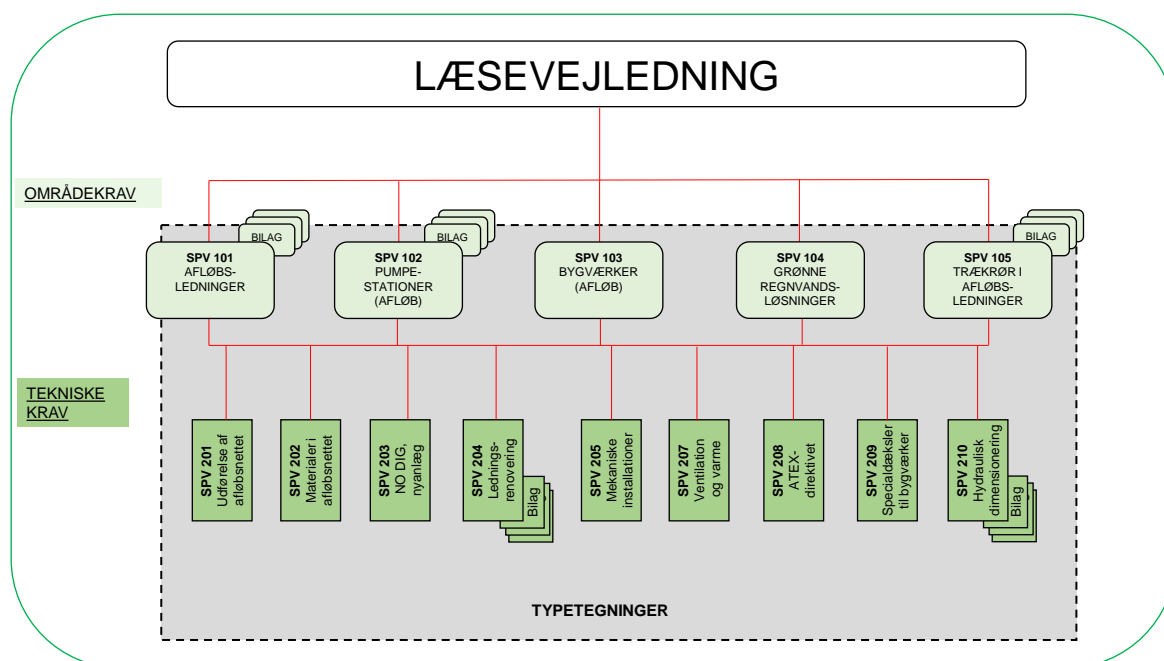 LÆSEVEJLEDNING
OMRÅDEKRAV
BILAG
SPV 101
AFLØBS-
LEDNINGER
BILAG
SPV 102
PUMPE-
STATIONER
(AFLØB)
SPV 103
BYGVÆRKER
(AFLØB)
SPV 104
GRØNNE
REGNVANDS-
LØSNINGER
BILAG
SPV 105
TRÆKRØR I
AFLØBS-
LEDNINGER
TEKNISKE
KRAV
SPV 201
Udførelse af
afløbsnettet
SPV 202
Materialer i
afløbsnettet
SPV 203
NO DIG,
nyanlæg
SPV 204
Lednings-
renovering
Bilag
SPV 205
Mekaniske
installationer
SPV 207
Ventilation
og varme
SPV 208
ATEX-
direktivet
SPV 209
Specialdæksler
til bygværker
SPV 210
Hydraulisk
dimensionering
Bilag
TYPETEGNINGER